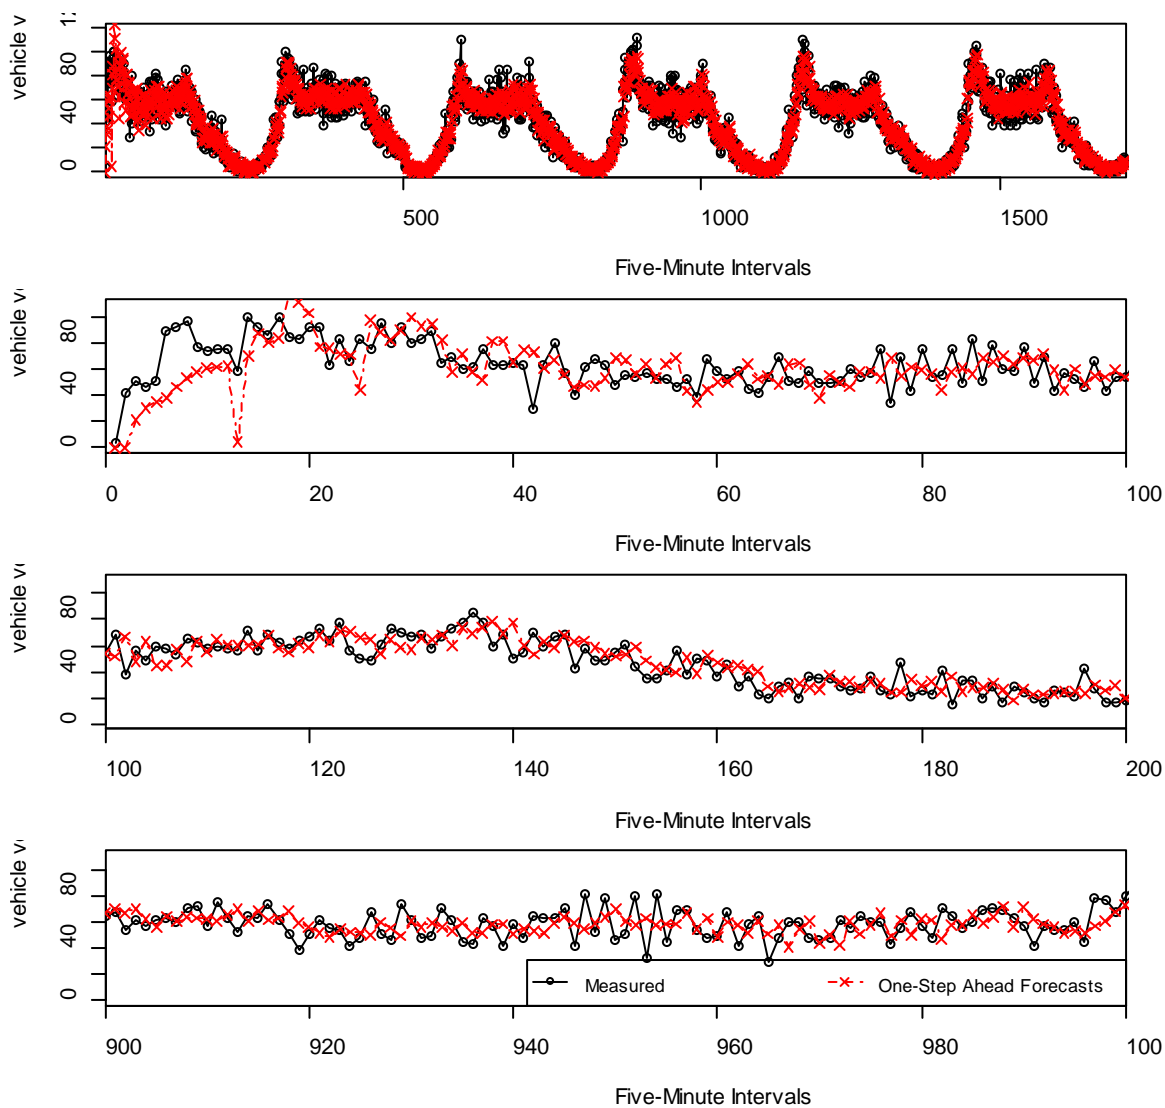 vehicle v
0 40 80 12
500 1000 1500
Five-Minute Intervals
vehicle v
0 40 80
0 20 40 60 80 100
Five-Minute Intervals
vehicle v
0 40 80
100 120 140 160 180 200
Five-Minute Intervals
vehicle v
0 40 80
Measured One-Step Ahead Forecasts
900 920 940 960 980 100
Five-Minute Intervals